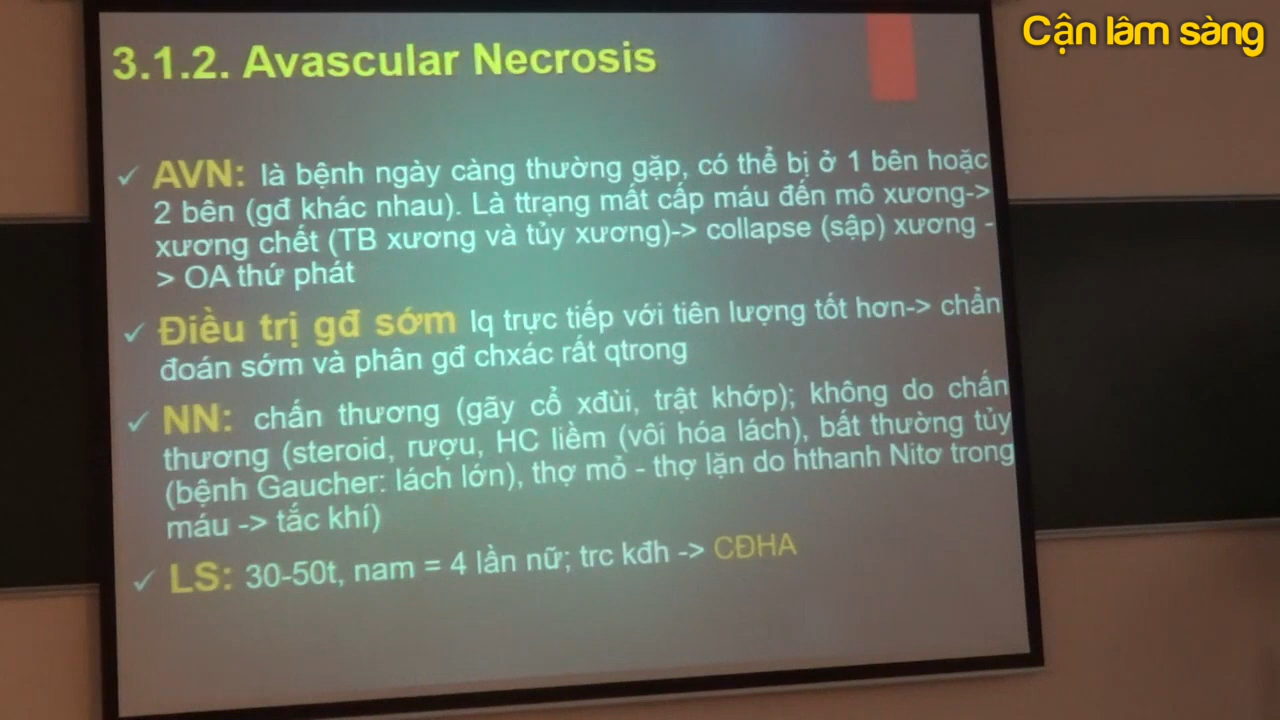 Cận lâm sàng
3.1.2. Avascular Necrosis
✓ AVN: là bệnh ngày càng thường gặp, có thể bị ở 1 bên hoặc
2 bên (gđ khác nhau). Là ttrạng mất cấp máu đến mô xương->
xương chết (TB xương và tủy xương)-> collapse (sập) xương -
> OA thứ phát
✓ Điều trị gđ sớm lq trực tiếp với tiên lượng tốt hơn-> chẩn
đoán sớm và phân gđ chxác rất qtrong
✓ NN: chấn thương (gãy cổ xđùi, trật khớp); không do chấn
thương (steroid, rượu, HC liềm (vôi hóa lách), bất thường tủy
(bệnh Gaucher: lách lớn), thợ mỏ - thợ lặn do hthanh Nitơ trong
máu -> tắc khí)
✓ LS: 30-50t, nam = 4 lần nữ; trc kđh -> CĐHA